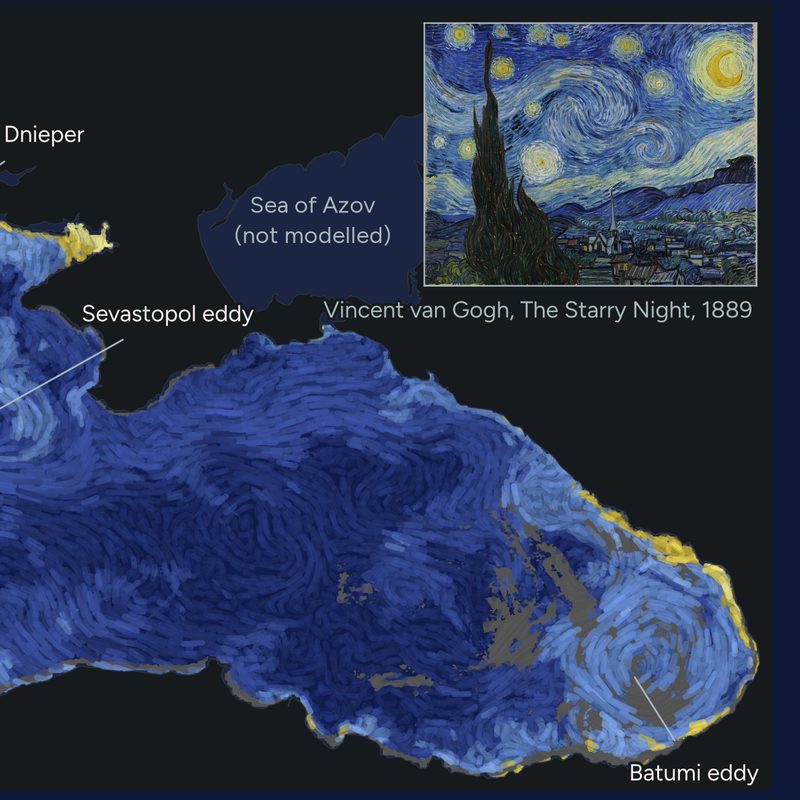 Dnieper
Sea of Azov
(not modelled)
Sevastopol eddy
Vincent van Gogh, The Starry Night, 1889
Batumi eddy